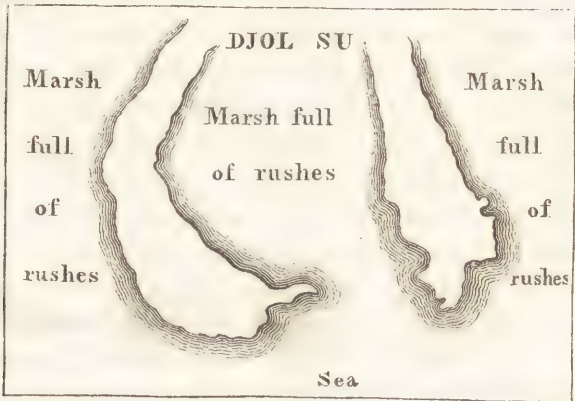 DJOL SU
Marsh
full
of
rushes
Marsh full
of rushes
Marsh
full
of
rushes
Sea